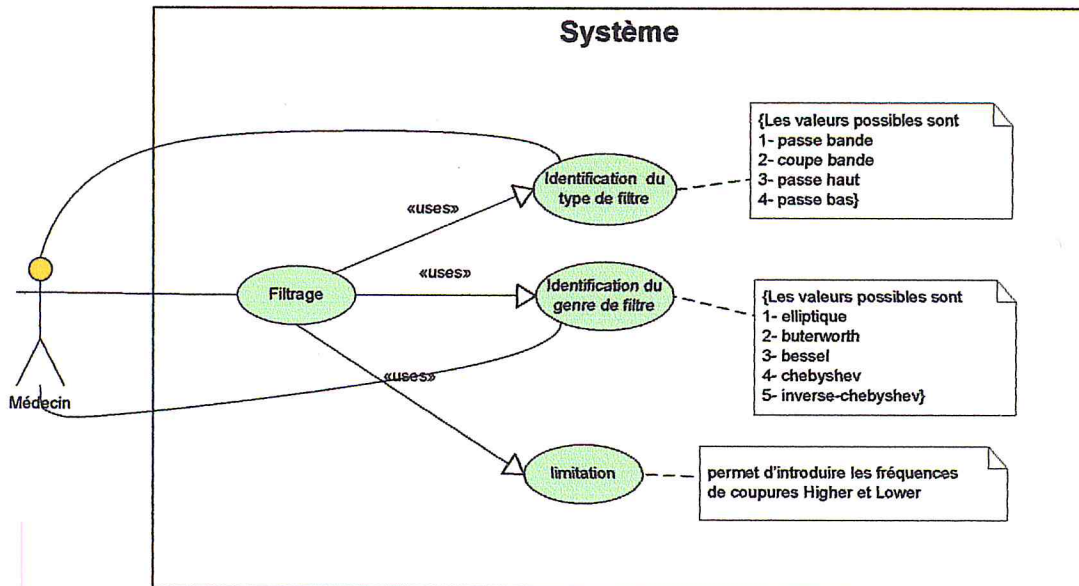 Système
{Les valeurs possibles sont
1- passe bande
2- coupe bande
3- passe haut
4- passe bas}
Identification du
type de filtre
«uses»
Filtrage
«uses»
Identification du
genre de filtre
{Les valeurs possibles sont
1- elliptique
2- buterworth
3- bessel
4- chebyshev
5- inverse-chebyshev}
«uses»
Médecin
limitation
permet d'introduire les fréquences
de coupures Higher et Lower